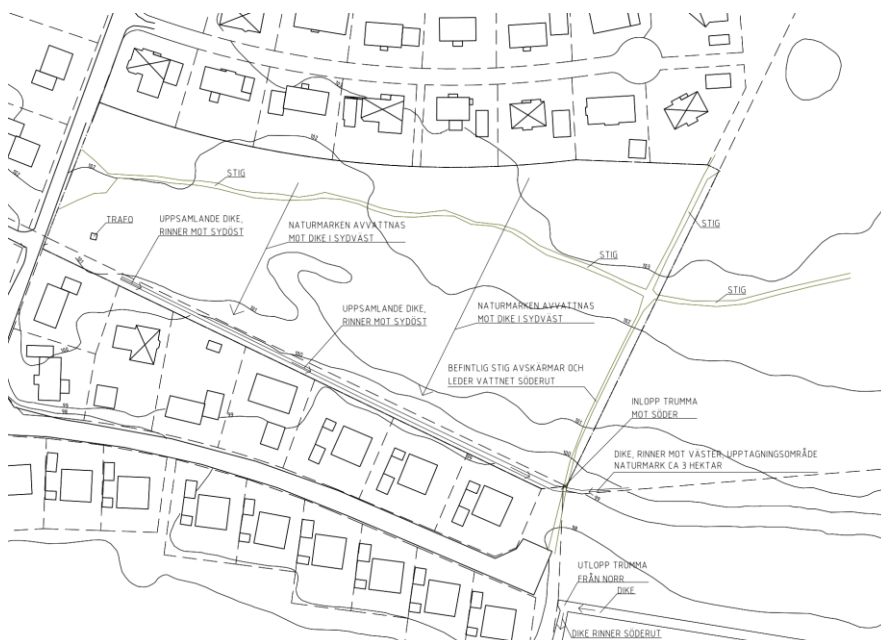 STIG
TRAFO
UPPSAMLANDE DIKE,
RINNER MOT SYDÖST
NATURMARKEN AVVATTNAS
MOT DIKE I SYDVÄST
STIG
STIG
STIG
UPPSAMLANDE DIKE,
RINNER MOT SYDÖST
NATURMARKEN AVVATTNAS
MOT DIKE I SYDVÄST
BEFINTLIG STIG AVSKÄRMAR OCH
LEDER VATTNET SÖDERUT
INLOPP TRUMMA
MOT SÖDER
DIKE, RINNER MOT VÄSTER, UPPTAGNINGSOMRÅDE
NATURMARK CA 3 HEKTAR
UTLOPP TRUMMA
FRÅN NORR
DIKE
DIKE RINNER SÖDERUT